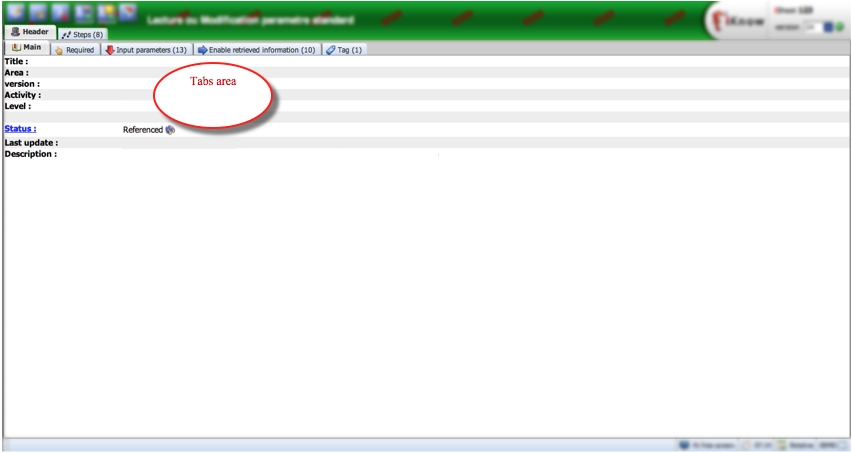 Lecture ou Modification parametre standard
iKnow
Header
Steps (8)
Main
Required
Input parameters (13)
Enable retrieved information (10)
Tag (1)
Title :
Area :
version :
Activity :
Level :
Tabs area
Status :
Referenced
Last update :
Description :